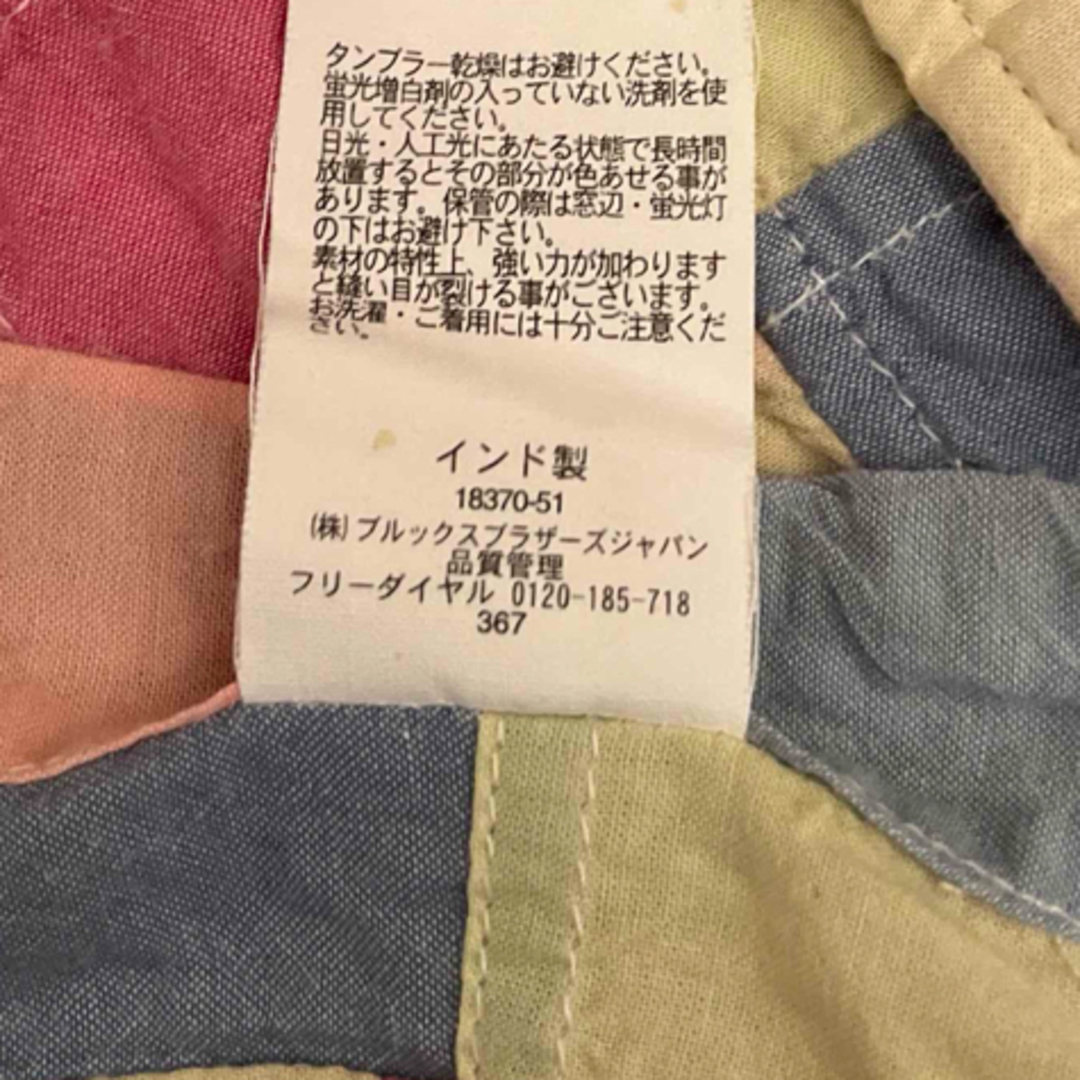 タンブラー乾燥はお避けください。
蛍光増白剤の入っていない洗剤を使
用してください。
日光・人工光にあたる状態で長時間
放置するとその部分が色あせる事が
あります。保管の際は窓辺・蛍光灯
の下はお避け下さい。
素材の特性上、強い力が加わります
と縫い目が裂ける事がございます。
お洗濯・ご着用には十分ご注意くだ
さい。
インド製
18370-51
(株)ブルックスブラザーズジャパン
品質管理
フリーダイヤル 0120-185-718
367